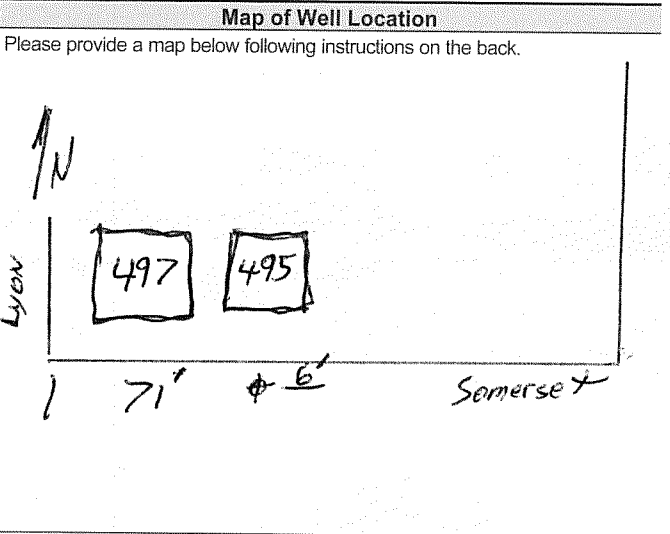 Map of Well Location
Please provide a map below following instructions on the back.
N
Lyon
497
495
71'
6'
Somerset